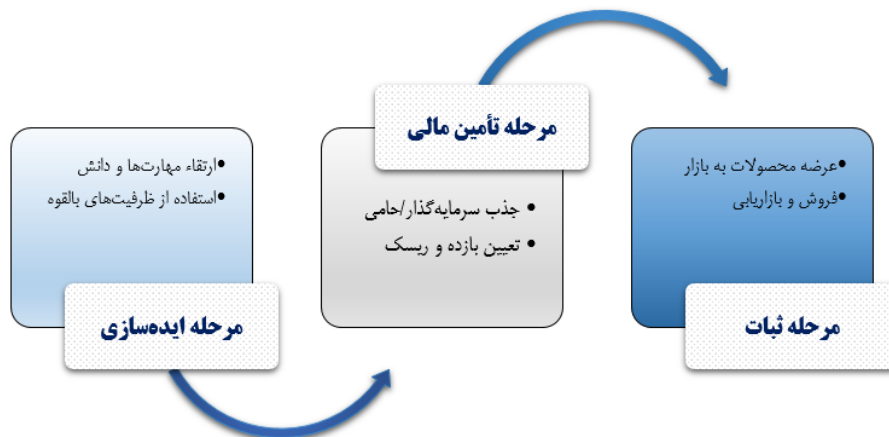 مرحله ایده‌سازی
•ارتقاء مهارت‌ها و دانش
•استفاده از ظرفیت‌های بالقوه
مرحله تأمین مالی
• جذب سرمایه‌گذار/حامی
• تعیین بازده و ریسک
مرحله ثبات
•عرضه محصولات به بازار
•فروش و بازاریابی